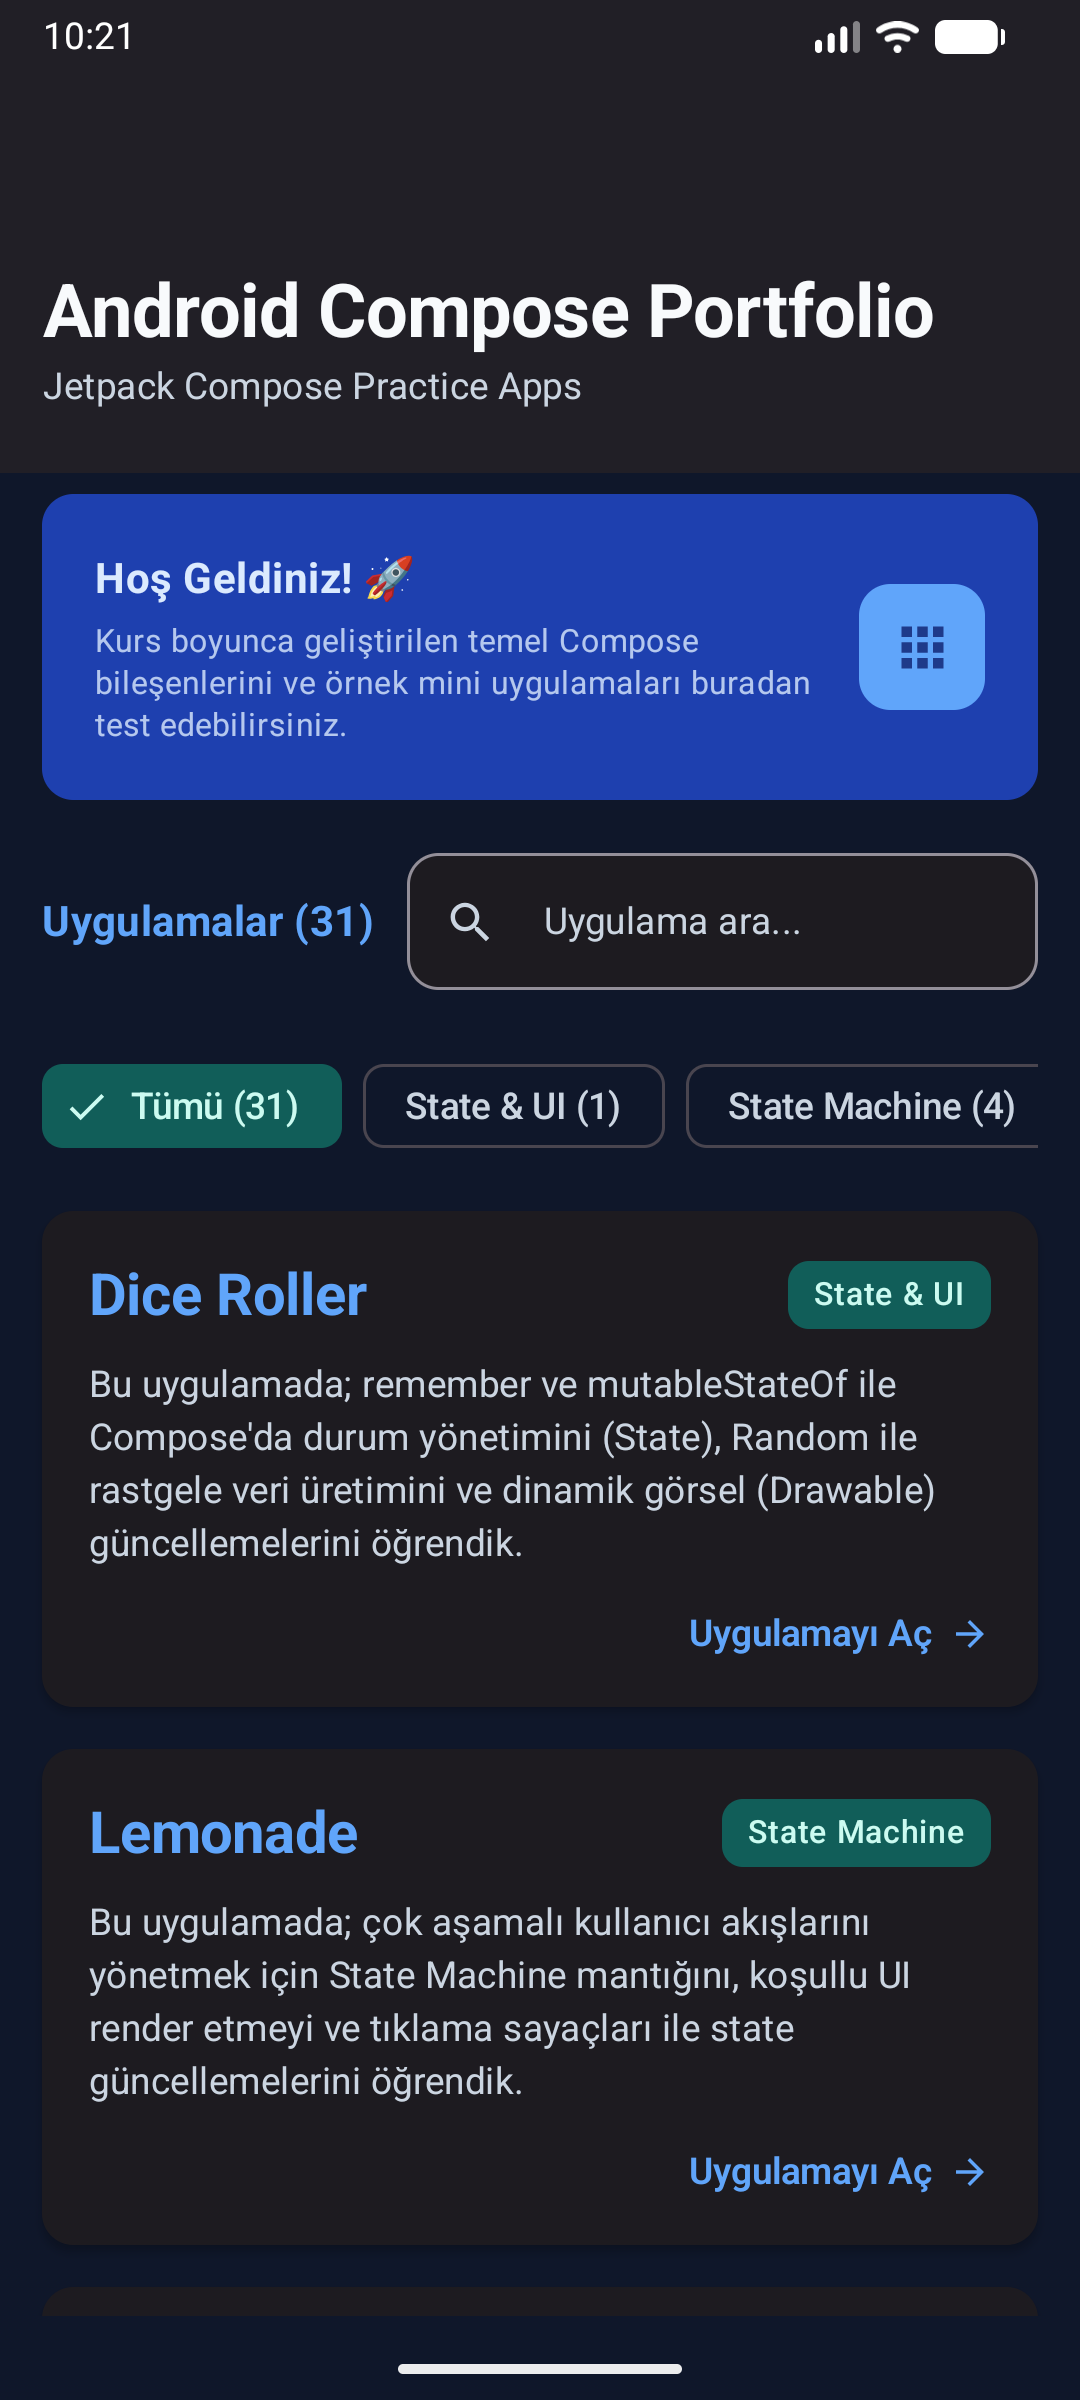 10:21
Android Compose Portfolio
Jetpack Compose Practice Apps
Hoş Geldiniz! 🚀
Kurs boyunca geliştirilen temel Compose
bileşenlerini ve örnek mini uygulamaları buradan
test edebilirsiniz.
Uygulamalar (31)
Uygulama ara...
Tümü (31)
State & UI (1)
State Machine (4)
Dice Roller
State & UI
Bu uygulamada; remember ve mutableStateOf ile
Compose'da durum yönetimini (State), Random ile
rastgele veri üretimini ve dinamik görsel (Drawable)
güncellemelerini öğrendik.
Uygulamayı Aç →
Lemonade
State Machine
Bu uygulamada; çok aşamalı kullanıcı akışlarını
yönetmek için State Machine mantığını, koşullu UI
render etmeyi ve tıklama sayaçları ile state
güncellemelerini öğrendik.
Uygulamayı Aç →